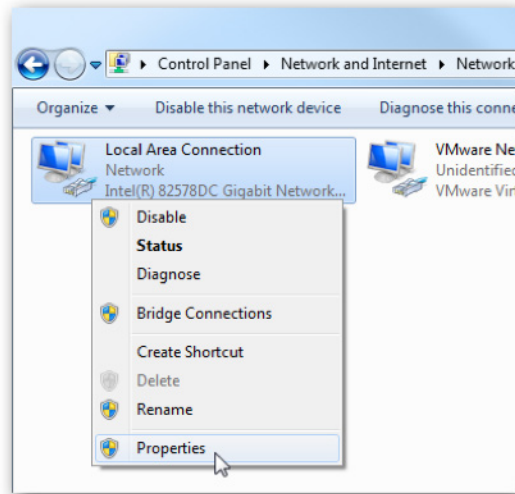 Control Panel Network and Internet Network
Organize Disable this network device Diagnose this conne
Local Area Connection
Network
Intel(R) 82578DC Gigabit Network...
VMware Ne
Unidentified
VMware Vir
Disable
Status
Diagnose
Bridge Connections
Create Shortcut
Delete
Rename
Properties